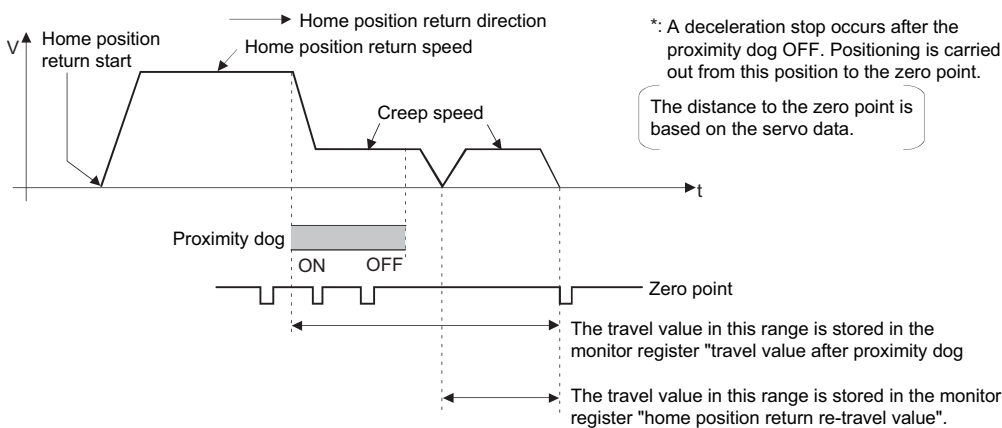 Home position return direction
V
Home position
return start
Home position return speed
*: A deceleration stop occurs after the
proximity dog OFF. Positioning is carried
out from this position to the zero point.
The distance to the zero point is
based on the servo data.
Creep speed
t
Proximity dog
ON OFF
Zero point
The travel value in this range is stored in the
monitor register "travel value after proximity dog
The travel value in this range is stored in the monitor
register "home position return re-travel value".